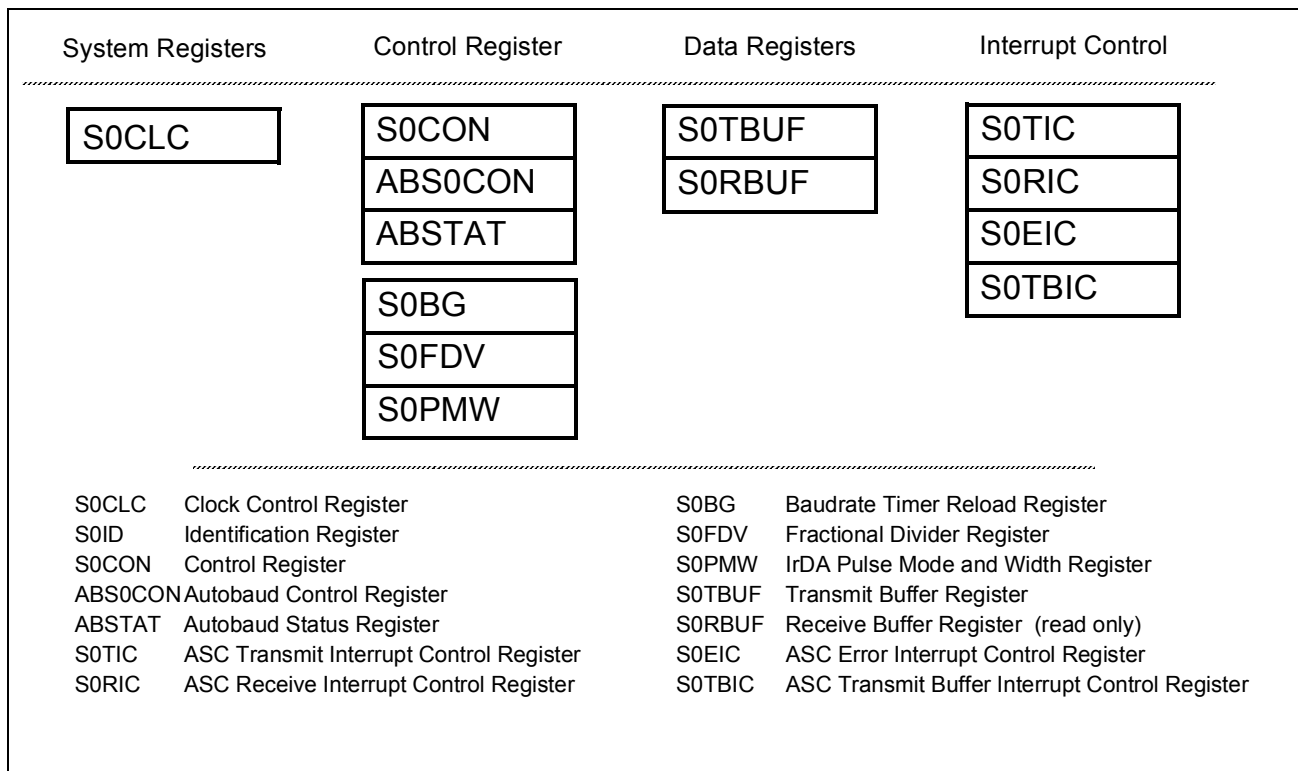 System Registers Control Register Data Registers Interrupt Control
S0CLC S0CON S0TBUF S0TIC
ABS0CON S0RBUF S0RIC
ABSTAT S0EIC
S0BG S0TBIC
S0FDV
S0PMW
S0CLC Clock Control Register S0BG Baudrate Timer Reload Register
S0ID Identification Register S0FDV Fractional Divider Register
S0CON Control Register S0PMW IrDA Pulse Mode and Width Register
ABS0CON Autobaud Control Register S0TBUF Transmit Buffer Register
ABSTAT Autobaud Status Register S0RBUF Receive Buffer Register (read only)
S0TIC ASC Transmit Interrupt Control Register S0EIC ASC Error Interrupt Control Register
S0RIC ASC Receive Interrupt Control Register S0TBIC ASC Transmit Buffer Interrupt Control Register